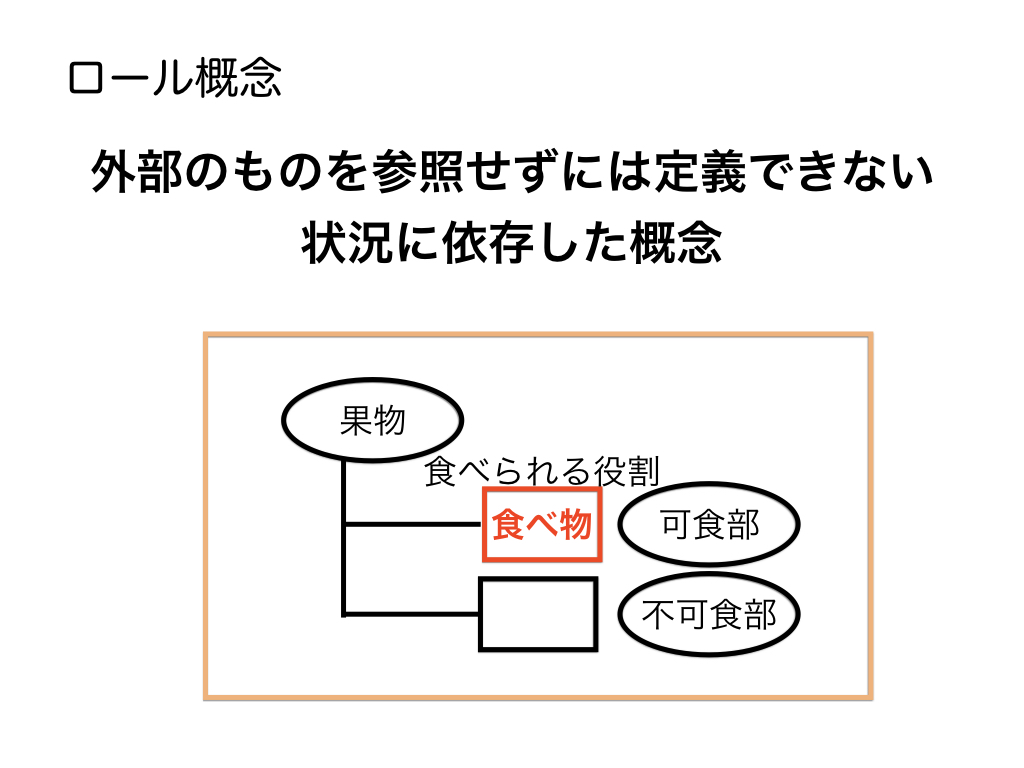 ロール概念
外部のものを参照せずには定義できない
状況に依存した概念
果物
食べられる役割
食べ物
可食部
不可食部